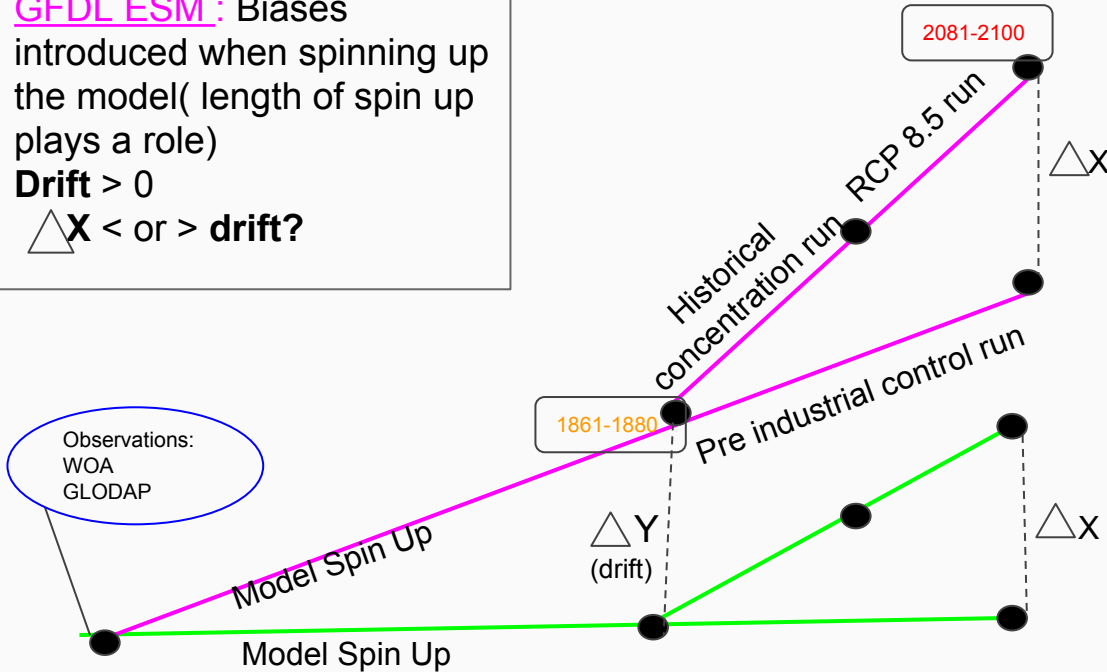 GFDL ESM : Biases
introduced when spinning up
the model( length of spin up
plays a role)
Drift > 0
△X < or > drift?
2081-2100
RCP 8.5 run
△X
Historical
concentration run
1861-1880
Pre industrial control run
Observations:
WOA
GLODAP
△Y
(drift)
△X
Model Spin Up
Model Spin Up